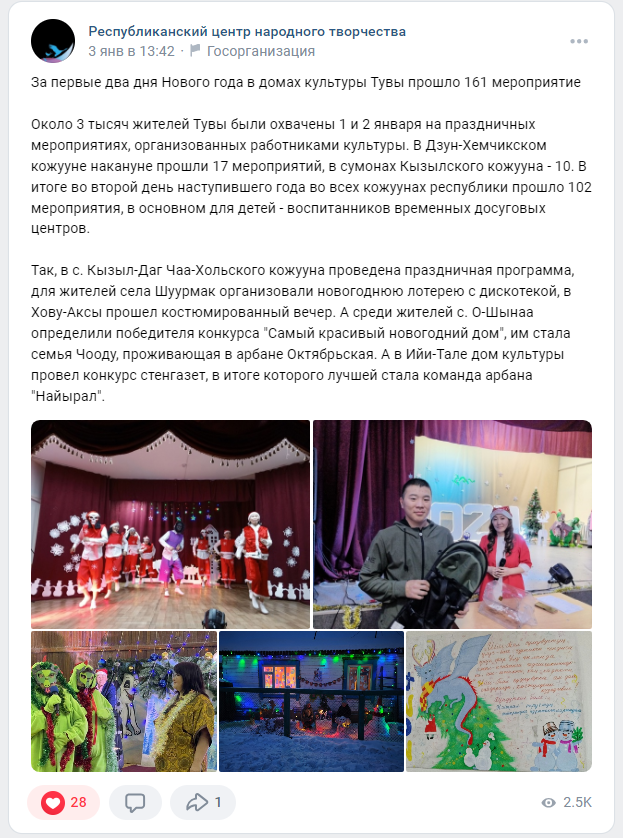 Республиканский центр народного творчества
3 янв в 13:42 · Госорганизация
За первые два дня Нового года в домах культуры Тувы прошло 161 мероприятие
Около 3 тысяч жителей Тувы были охвачены 1 и 2 января на праздничных
мероприятиях, организованных работниками культуры. В Дзун-Хемчикском
кожууне накануне прошли 17 мероприятий, в сумонах Кызылского кожууна - 10. В
итоге во второй день наступившего года во всех кожуунах республики прошло 102
мероприятия, в основном для детей - воспитанников временных досуговых
центров.
Так, в с. Кызыл-Даг Чаа-Хольского кожууна проведена праздничная программа,
для жителей села Шуурмак организовали новогоднюю лотерею с дискотекой, в
Хову-Аксы прошел костюмированный вечер. А среди жителей с. О-Шынаа
определили победителя конкурса "Самый красивый новогодний дом", им стала
семья Чооду, проживающая в арбане Октябрьская. А в Ийи-Тале дом культуры
провел конкурс стенгазет, в итоге которого лучшей стала команда арбана
"Найырал".
28
1
2.5K